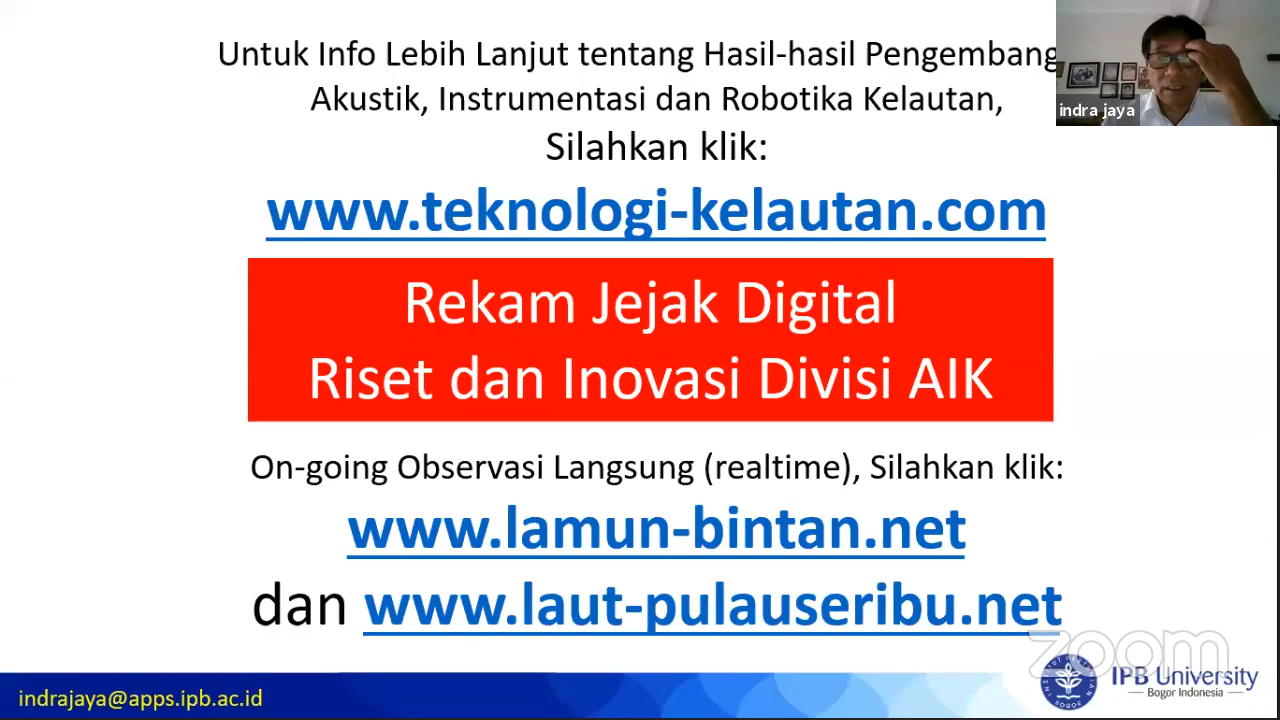 Untuk Info Lebih Lanjut tentang Hasil-hasil Pengembang
Akustik, Instrumentasi dan Robotika Kelautan,
Silahkan klik:
www.teknologi-kelautan.com
Rekam Jejak Digital
Riset dan Inovasi Divisi AIK
On-going Observasi Langsung (realtime), Silahkan klik:
www.lamun-bintan.net
dan www.laut-pulauseribu.net
indra jaya
zoom
indrajaya@apps.ipb.ac.id
IPB University
Bogor Indonesia